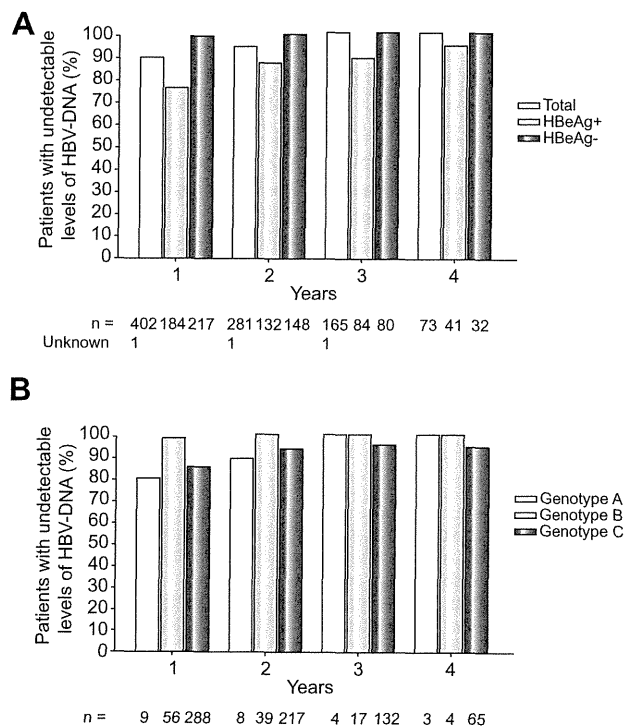 A
Patients with undetectable
levels of HBV-DNA (%)
100
90
80
70
60
50
40
30
20
10
0
1 2 3 4
Years
Total
HBeAg+
HBeAg-
n = 402 184 217 281 132 148 165 84 80 73 41 32
Unknown 1 1 1
B
Patients with undetectable
levels of HBV-DNA (%)
100
90
80
70
60
50
40
30
20
10
0
1 2 3 4
Years
Genotype A
Genotype B
Genotype C
n = 9 56 288 8 39 217 4 17 132 3 4 65